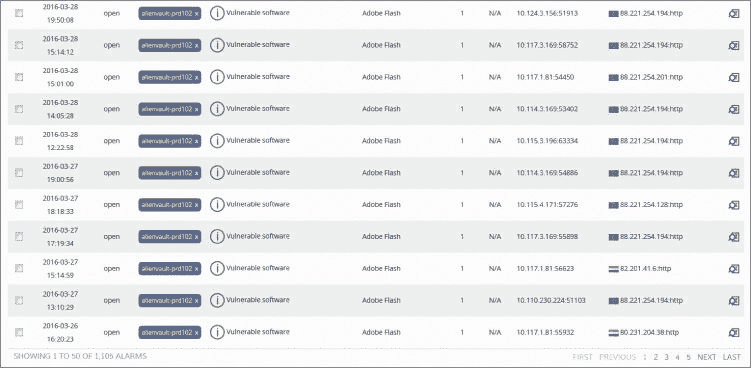 2016-03-28
19:50:08 open alienvault-prd102 x Vulnerable software Adobe Flash 1 N/A 10.124.3.156:51913 88.221.254.194:http
2016-03-28
15:14:12 open alienvault-prd102 x Vulnerable software Adobe Flash 1 N/A 10.117.3.169:58752 88.221.254.194:http
2016-03-28
15:01:00 open alienvault-prd102 x Vulnerable software Adobe Flash 1 N/A 10.117.1.81:54450 88.221.254.201:http
2016-03-28
14:05:28 open alienvault-prd102 x Vulnerable software Adobe Flash 1 N/A 10.114.3.169:53402 88.221.254.194:http
2016-03-28
12:22:58 open alienvault-prd102 x Vulnerable software Adobe Flash 1 N/A 10.115.3.196:63334 88.221.254.194:http
2016-03-27
19:00:56 open alienvault-prd102 x Vulnerable software Adobe Flash 1 N/A 10.114.3.169:54886 88.221.254.194:http
2016-03-27
18:18:33 open alienvault-prd102 x Vulnerable software Adobe Flash 1 N/A 10.115.4.171:57276 88.221.254.128:http
2016-03-27
17:19:34 open alienvault-prd102 x Vulnerable software Adobe Flash 1 N/A 10.117.3.169:55898 88.221.254.194:http
2016-03-27
15:14:59 open alienvault-prd102 x Vulnerable software Adobe Flash 1 N/A 10.117.1.81:56623 82.201.41.6:http
2016-03-27
13:10:29 open alienvault-prd102 x Vulnerable software Adobe Flash 1 N/A 10.110.230.224:51103 88.221.254.194:http
2016-03-26
16:20:23 open alienvault-prd102 x Vulnerable software Adobe Flash 1 N/A 10.117.1.81:55932 80.231.204.38:http
SHOWING 1 TO 50 OF 1,105 ALARMS FIRST PREVIOUS 1 2 3 4 5 NEXT LAST